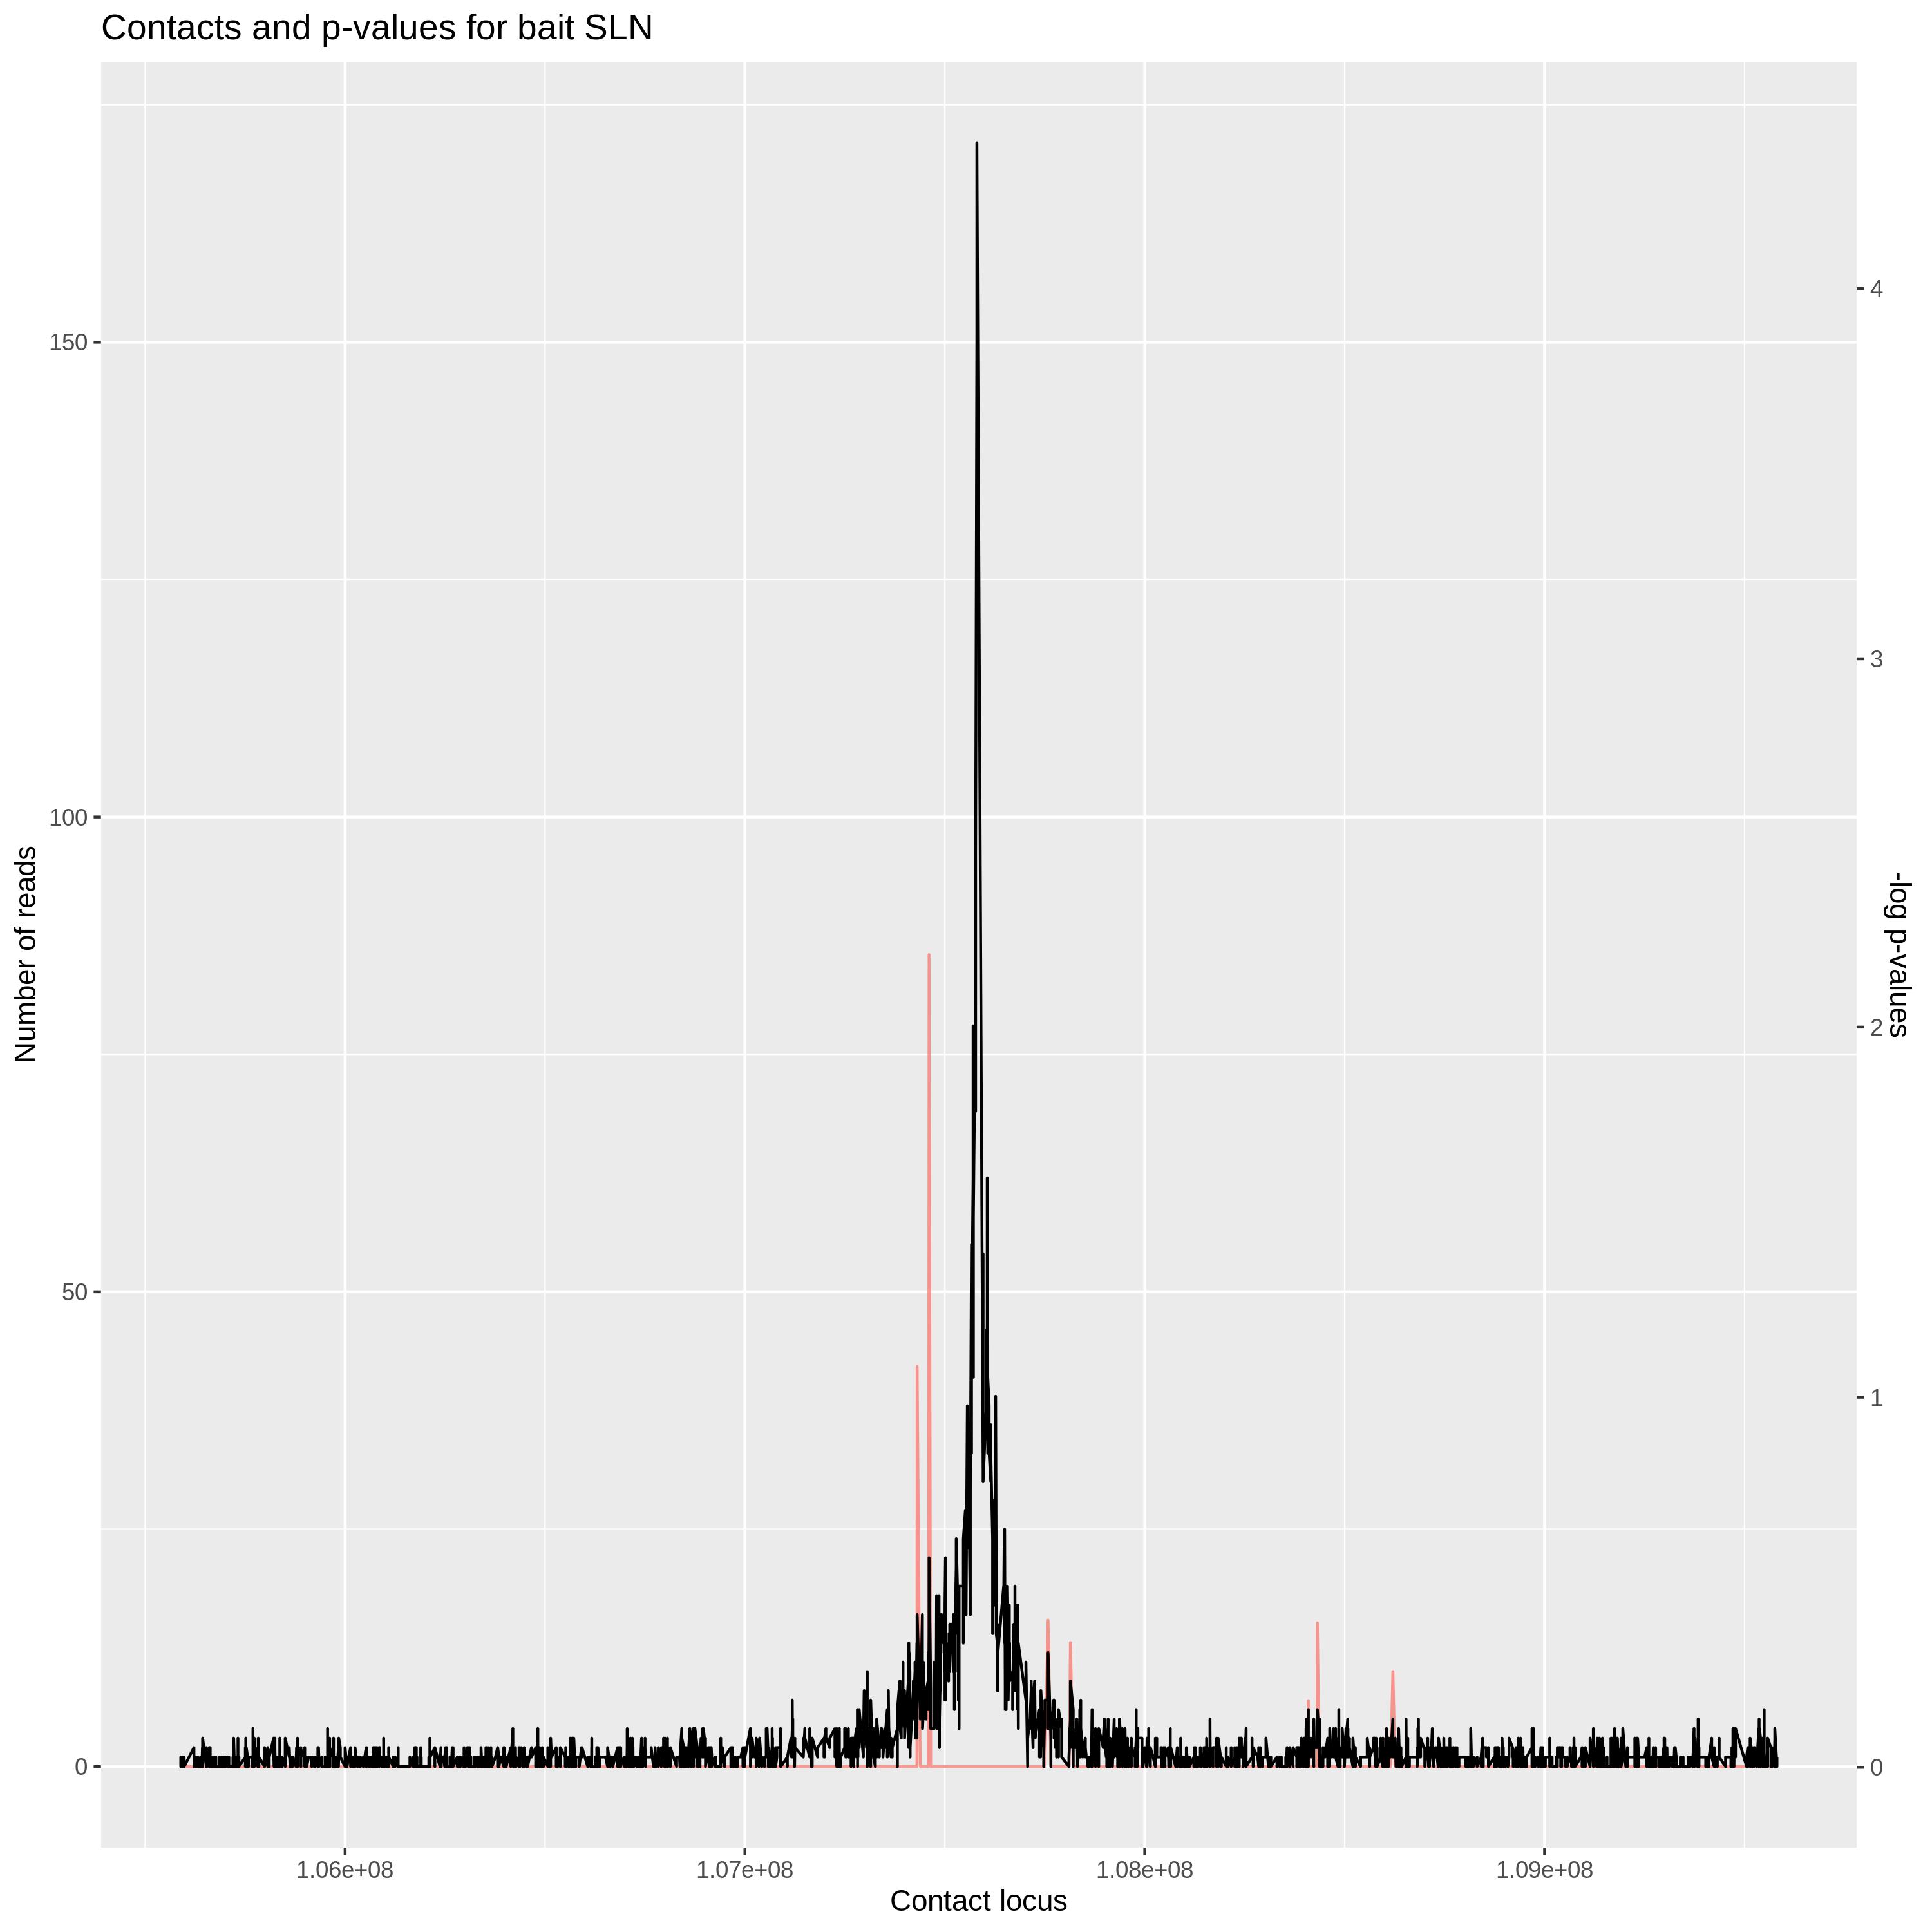 Contacts and p-values for bait SLN
Number of reads
150
100
50
0
4
3
2
1
0
-log p-values
1.06e+08 1.07e+08 1.08e+08 1.09e+08
Contact locus